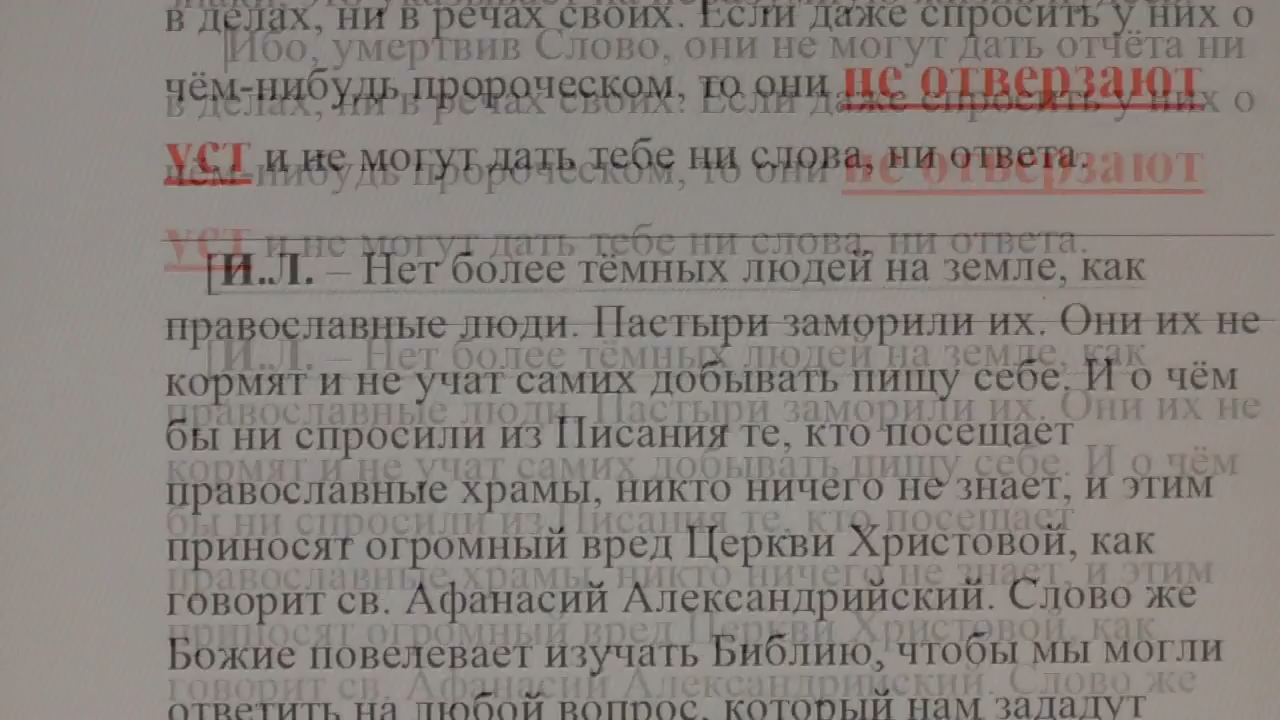 в делах, ни в речах своих. Если даже спросить у них о
чём-нибудь пророческом, то они не отверзают
уст и не могут дать тебе ни слова, ни ответа.
[И.Л. – Нет более тёмных людей на земле, как
православные люди. Пастыри заморили их. Они их не
кормят и не учат самих добывать пищу себе. И о чём
бы ни спросили из Писания те, кто посещает
православные храмы, никто ничего не знает, и этим
приносят огромный вред Церкви Христовой, как
говорит св. Афанасий Александрийский. Слово же
Божие повелевает изучать Библию, чтобы мы могли
ответить на любой вопрос, который нам зададут